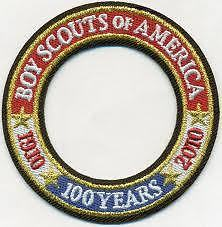 BOY SCOUTS OF AMERICA
1910
100 YEARS
2010